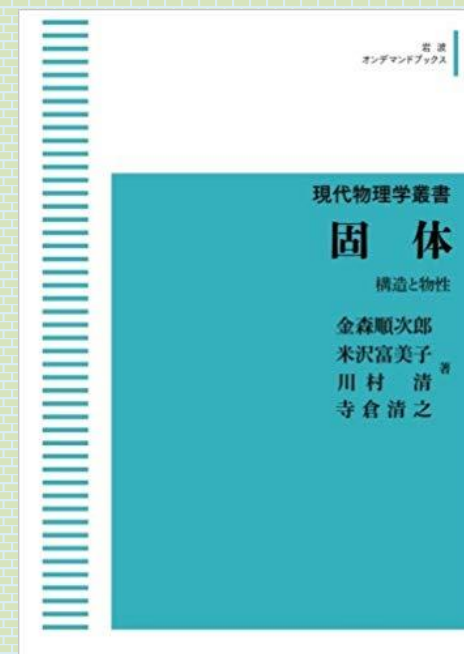 岩波
オンデマンドブックス
現代物理学叢書
固体
構造と物性
金森順次郎
米沢富美子
川村 清
寺倉清之
著